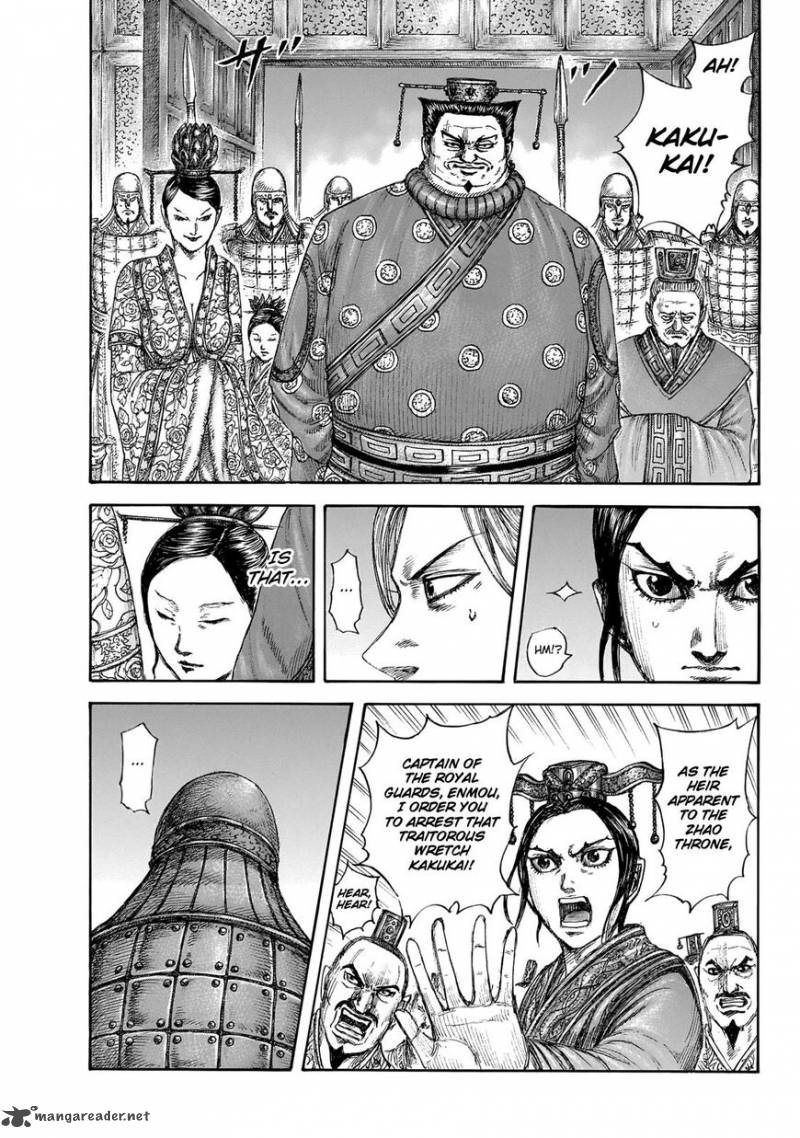 AH!
KAKU-
KAI!
ザッ
HM!?
...
IS
THAT...
AS THE
HEIR
APPARENT
TO THE
ZHAO
THRONE,
CAPTAIN OF
THE ROYAL
GUARDS, ENMOU,
I ORDER YOU
TO ARREST THAT
TRAITOROUS
WRETCH
KAKUKAI!
HEAR,
HEAR!
...
mangareader.net